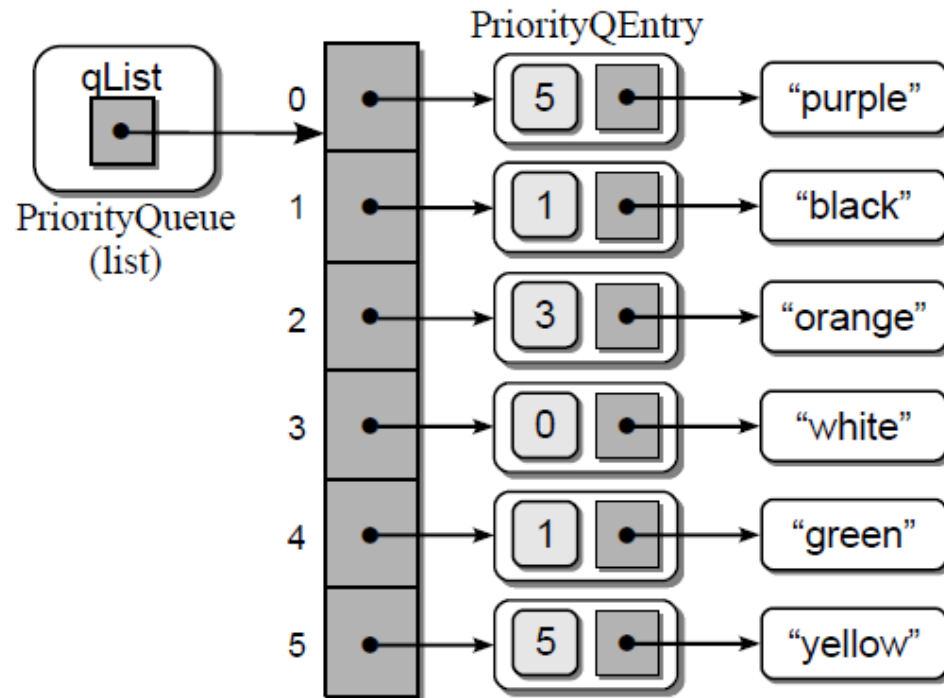 PriorityQEntry
qList
PriorityQueue
(list)
0 5 “purple”
1 1 “black”
2 3 “orange”
3 0 “white”
4 1 “green”
5 5 “yellow”